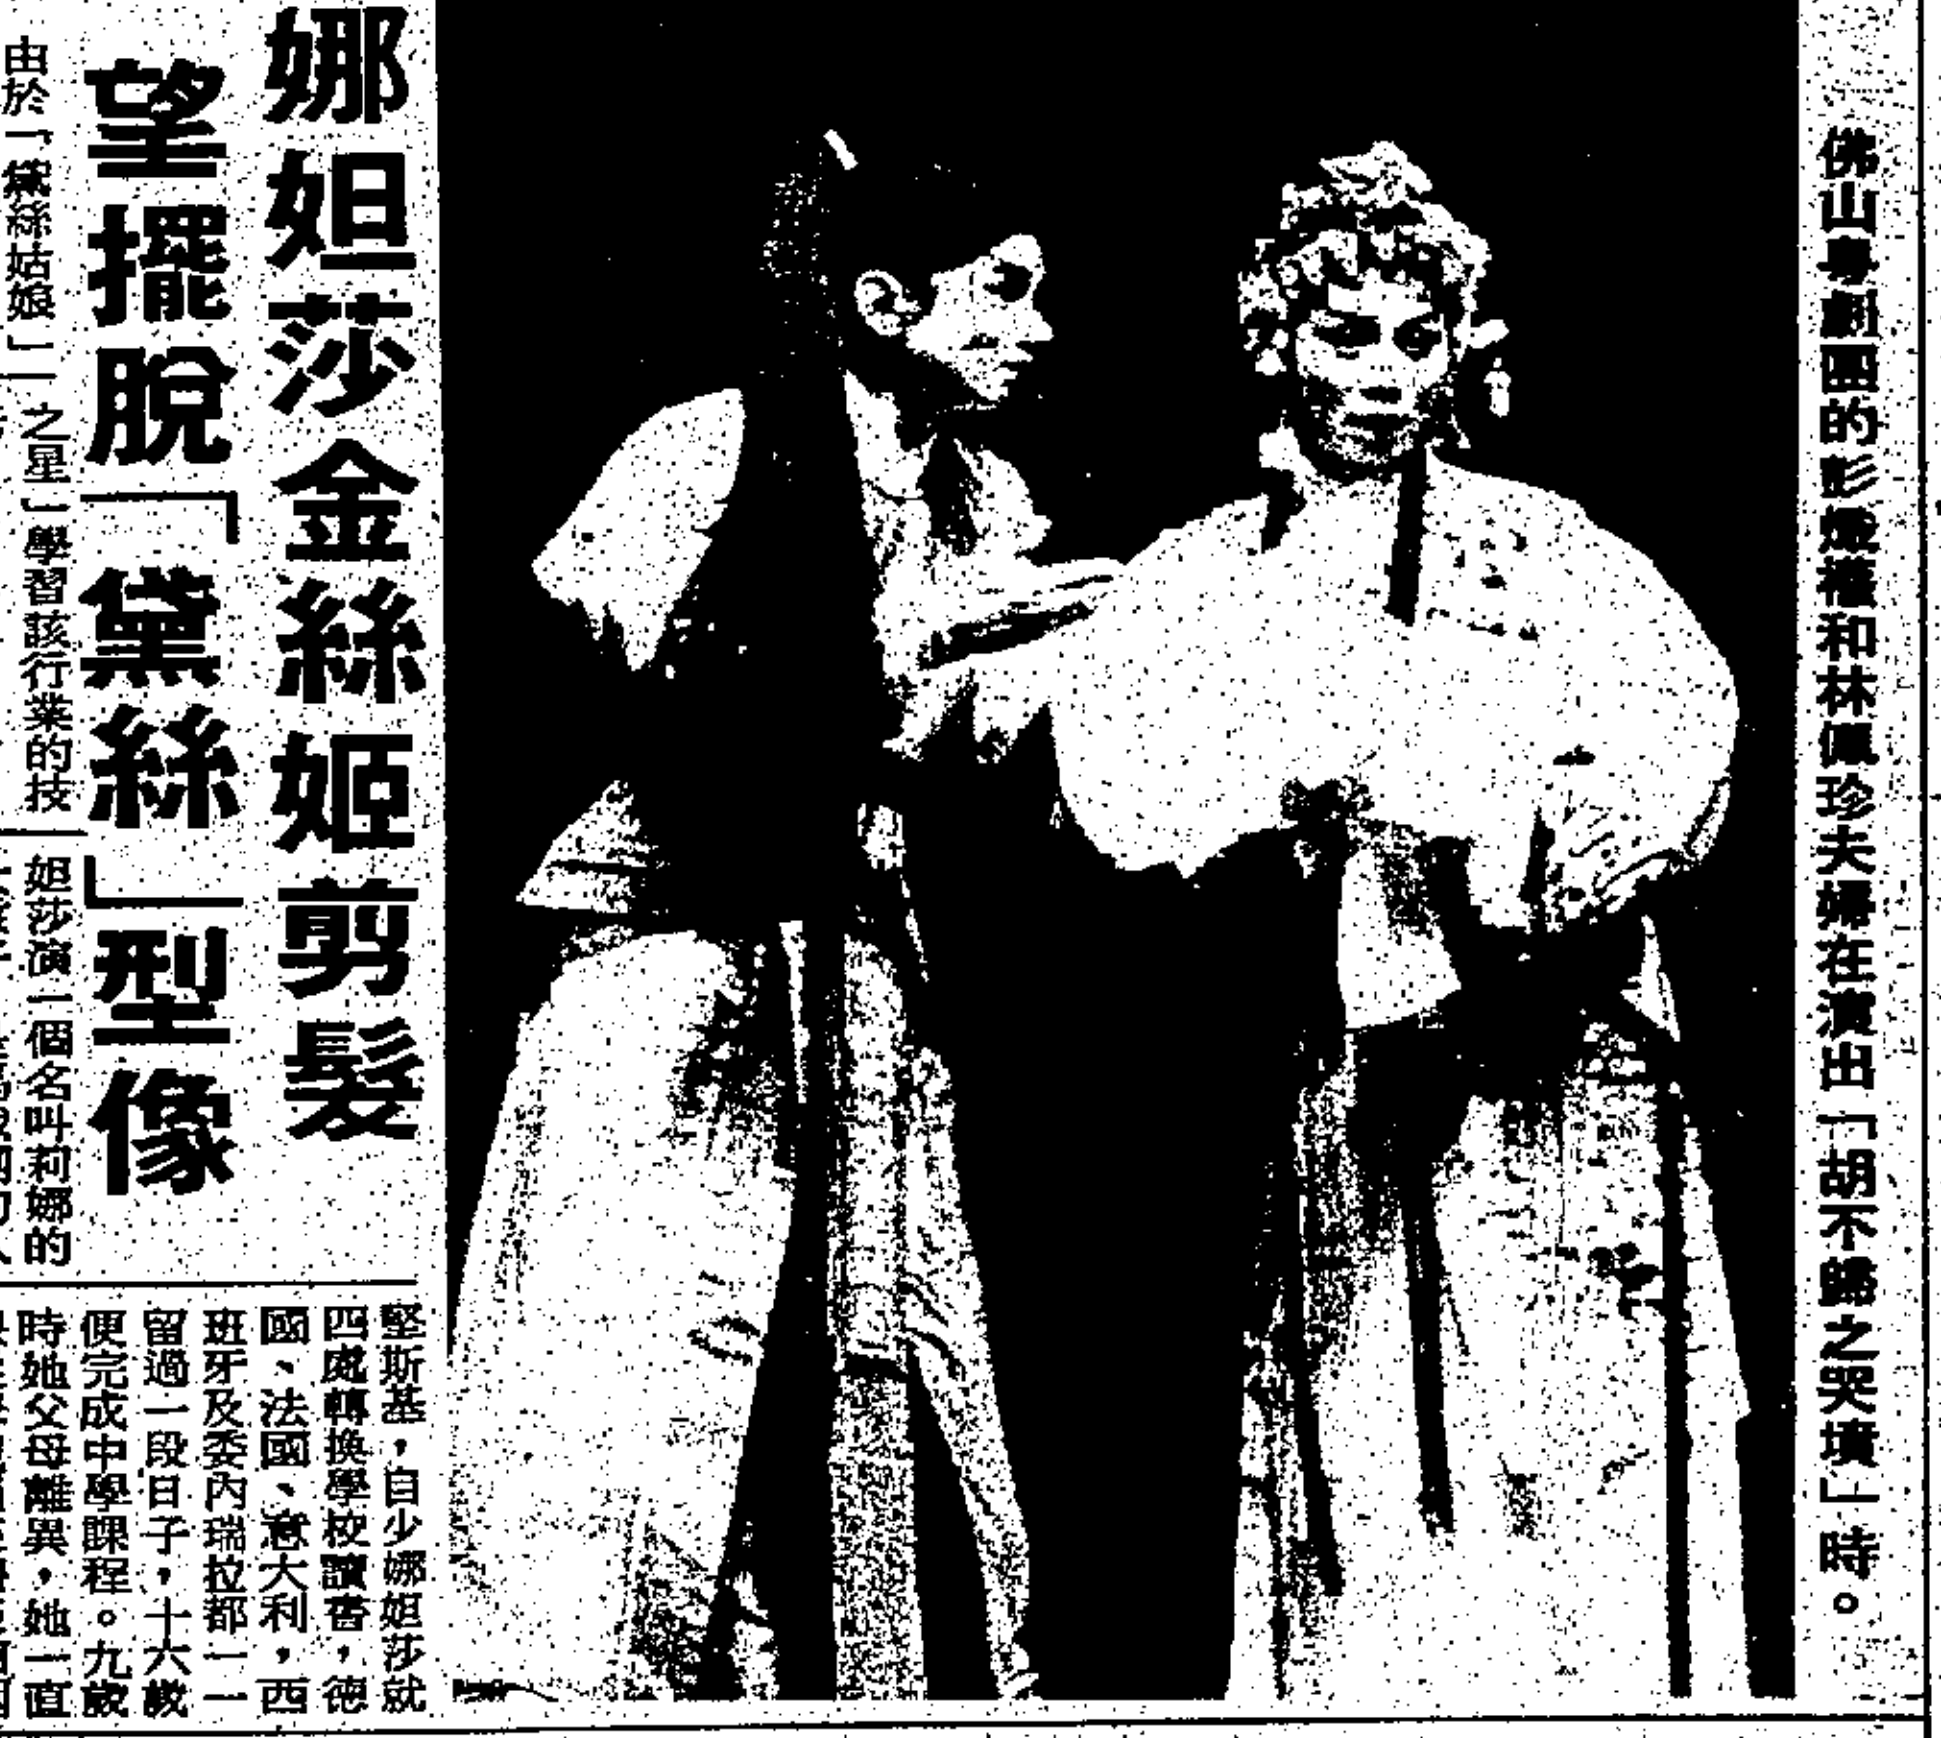 佛山粵劇團的彭熾權和林佩珍夫婦在演出「胡不歸之哭墳」時。
娜妲莎金絲姬剪髮
望擺脫「黛絲」型像
由於「黛絲姑娘」
之星」學習該行業的技
妲莎演一個名叫莉娜的
堅斯基，自少娜妲莎就
四處轉換學校讀書，德
國、法國、意大利，西
班牙及委內瑞拉都一一
留過一段日子，十六歲
便完成中學課程。九歲
時她父母離異，她一直